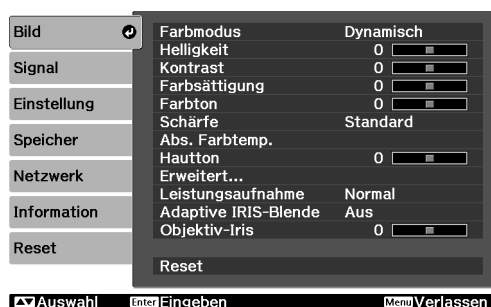 Bild
Signal
Einstellung
Speicher
Netzwerk
Information
Reset
Farbmodus Dynamisch
Helligkeit 0
Kontrast 0
Farbsättigung 0
Farbton 0
Schärfe Standard
Abs. Farbtemp.
Hautton 0
Erweitert...
Leistungsaufnahme Normal
Adaptive IRIS-Blende Aus
Objektiv-Iris 0
Reset
Auswahl Enter Eingeben Menu Verlassen